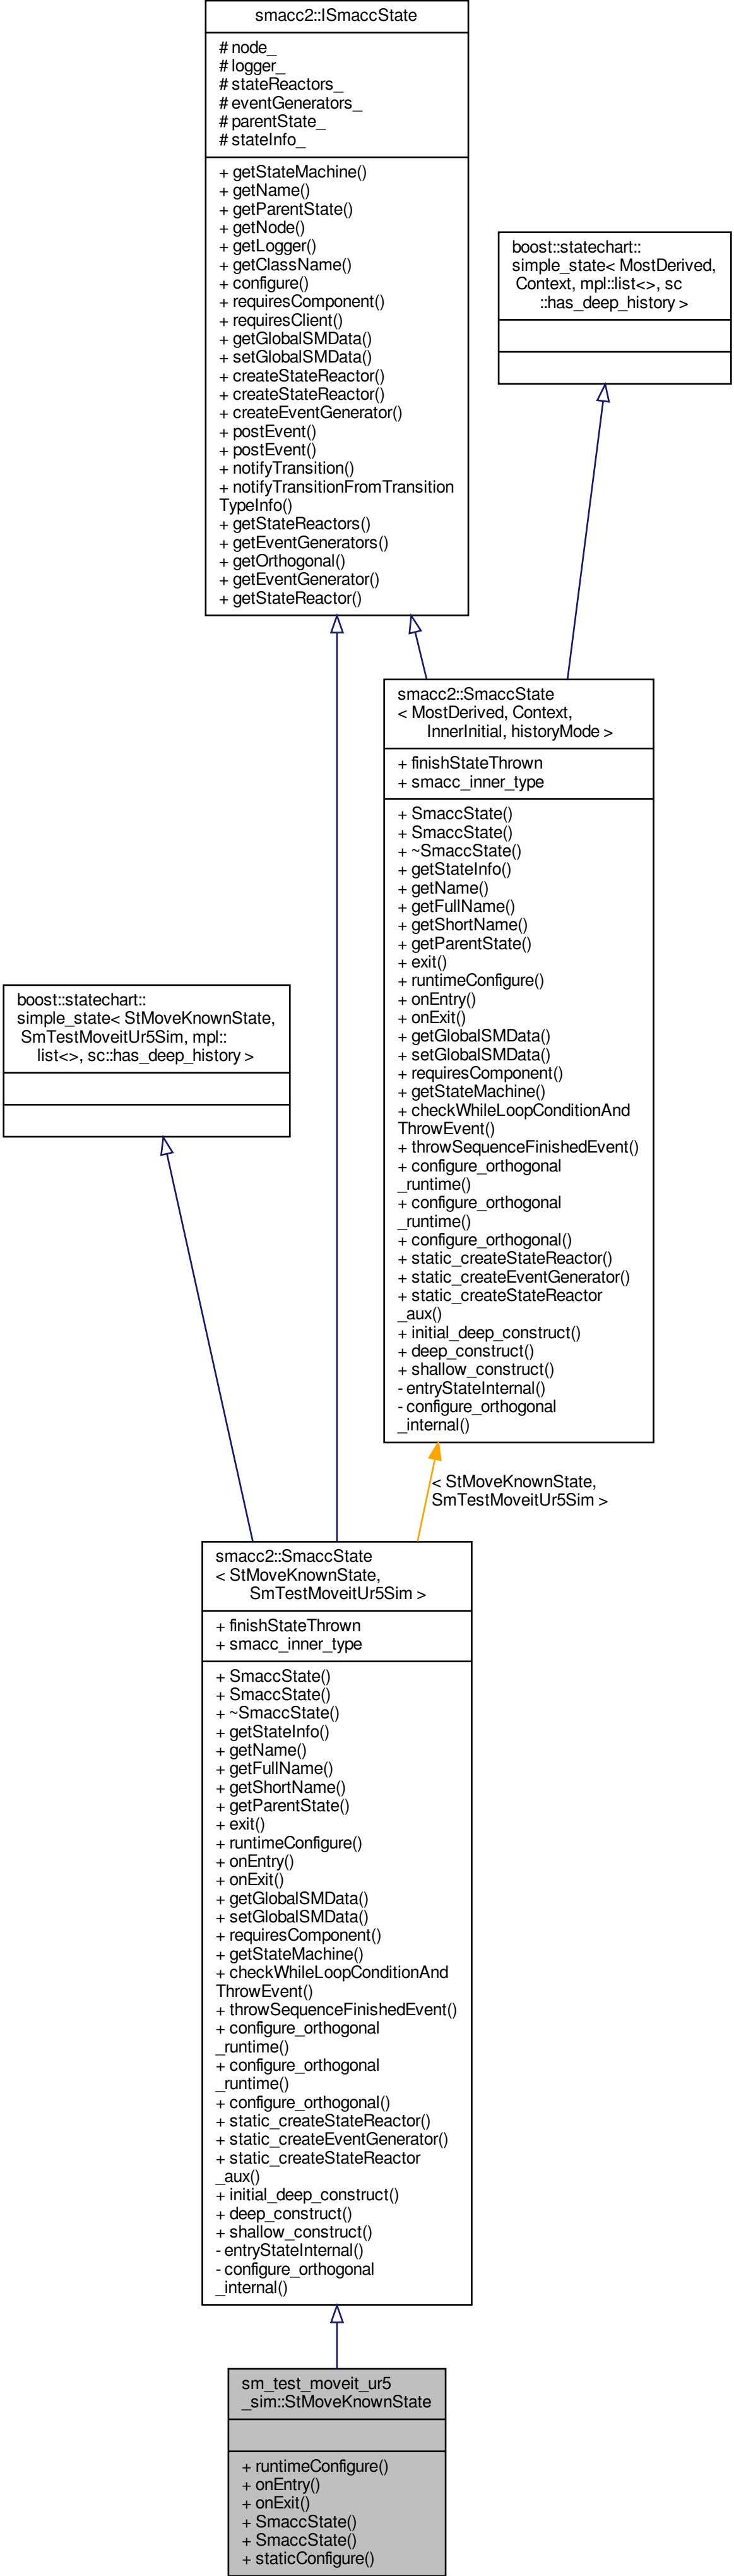 smacc2::ISmaccState
# node_
# logger_
# stateReactors_
# eventGenerators_
# parentState_
# stateInfo_
+ getStateMachine()
+ getName()
+ getParentState()
+ getNode()
+ getLogger()
+ getClassName()
+ configure()
+ requiresComponent()
+ requiresClient()
+ getGlobalSMData()
+ setGlobalSMData()
+ createStateReactor()
+ createStateReactor()
+ createEventGenerator()
+ postEvent()
+ postEvent()
+ notifyTransition()
+ notifyTransitionFromTransition
TypeInfo()
+ getStateReactors()
+ getEventGenerators()
+ getOrthogonal()
+ getEventGenerator()
+ getStateReactor()
boost::statechart::
simple_state< MostDerived,
Context, mpl::list<>, sc
::has_deep_history >
smacc2::SmaccState
< MostDerived, Context,
InnerInitial, historyMode >
+ finishStateThrown
+ smacc_inner_type
+ SmaccState()
+ SmaccState()
+ ~SmaccState()
+ getStateInfo()
+ getName()
+ getFullName()
+ getShortName()
+ getParentState()
+ exit()
+ runtimeConfigure()
+ onEntry()
+ onExit()
+ getGlobalSMData()
+ setGlobalSMData()
+ requiresComponent()
+ getStateMachine()
+ checkWhileLoopConditionAnd
ThrowEvent()
+ throwSequenceFinishedEvent()
+ configure_orthogonal
_runtime()
+ configure_orthogonal
_runtime()
+ configure_orthogonal()
+ static_createStateReactor()
+ static_createEventGenerator()
+ static_createStateReactor
_aux()
+ initial_deep_construct()
+ deep_construct()
+ shallow_construct()
- entryStateInternal()
- configure_orthogonal
_internal()
boost::statechart::
simple_state< StMoveKnownState,
SmTestMoveitUr5Sim, mpl::
list<>, sc::has_deep_history >
< StMoveKnownState,
SmTestMoveitUr5Sim >
smacc2::SmaccState
< StMoveKnownState,
SmTestMoveitUr5Sim >
+ finishStateThrown
+ smacc_inner_type
+ SmaccState()
+ SmaccState()
+ ~SmaccState()
+ getStateInfo()
+ getName()
+ getFullName()
+ getShortName()
+ getParentState()
+ exit()
+ runtimeConfigure()
+ onEntry()
+ onExit()
+ getGlobalSMData()
+ setGlobalSMData()
+ requiresComponent()
+ getStateMachine()
+ checkWhileLoopConditionAnd
ThrowEvent()
+ throwSequenceFinishedEvent()
+ configure_orthogonal
_runtime()
+ configure_orthogonal
_runtime()
+ configure_orthogonal()
+ static_createStateReactor()
+ static_createEventGenerator()
+ static_createStateReactor
_aux()
+ initial_deep_construct()
+ deep_construct()
+ shallow_construct()
- entryStateInternal()
- configure_orthogonal
_internal()
sm_test_moveit_ur5
_sim::StMoveKnownState
+ runtimeConfigure()
+ onEntry()
+ onExit()
+ SmaccState()
+ SmaccState()
+ staticConfigure()